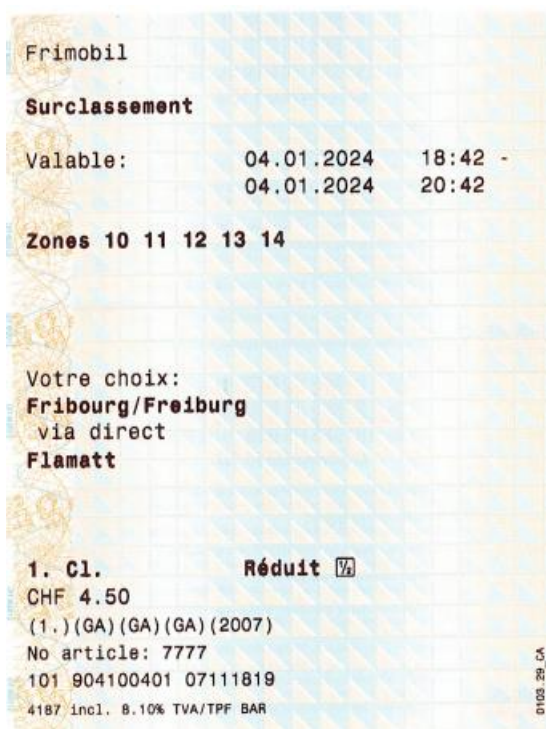 Frimobil
Surclassement
Valable: 04.01.2024 18:42 -
04.01.2024 20:42
Zones 10 11 12 13 14
Votre choix:
Fribourg/Freiburg
via direct
Flamatt
1. Cl. Réduit ½
CHF 4.50
(1.)(GA)(GA)(GA)(2007)
No article: 7777
101 904100401 07111819
4187 incl. 8.10% TVA/TPF BAR
0103.29_CA